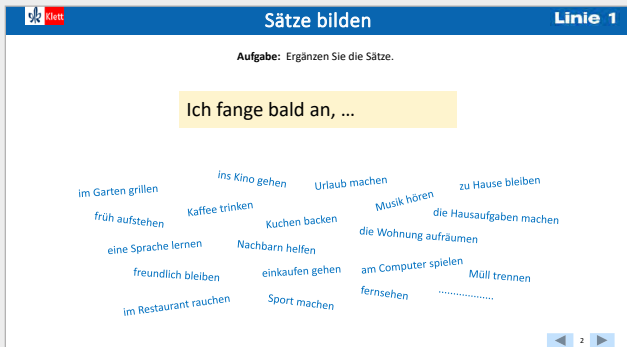 Klett
Sätze bilden
Linie 1
Aufgabe: Ergänzen Sie die Sätze.
Ich fange bald an, ...
im Garten grillen
ins Kino gehen
Urlaub machen
zu Hause bleiben
früh aufstehen
Kaffee trinken
Kuchen backen
Musik hören
die Hausaufgaben machen
eine Sprache lernen
Nachbarn helfen
die Wohnung aufräumen
freundlich bleiben
einkaufen gehen
am Computer spielen
Müll trennen
im Restaurant rauchen
Sport machen
fernsehen
...................
2